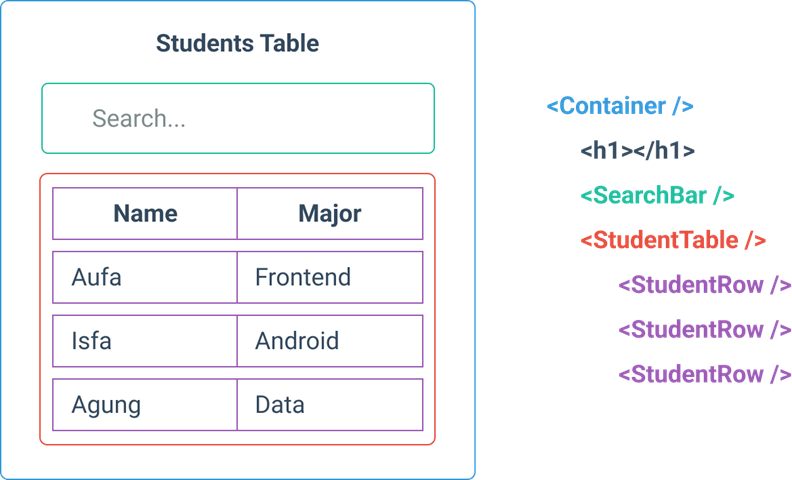 Students Table
Search...
Name Major
Aufa Frontend
Isfa Android
Agung Data
<Container />
<h1></h1>
<SearchBar />
<StudentTable />
<StudentRow />
<StudentRow />
<StudentRow />